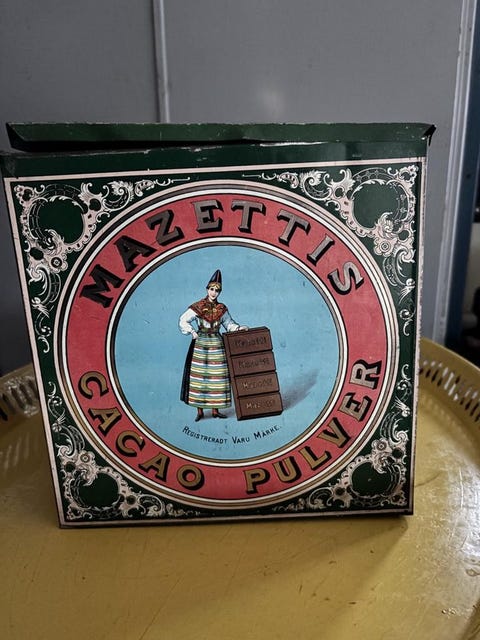 MAZETTIS
REGISTRERADT VARU MÄRKE.
CACAO PULVER